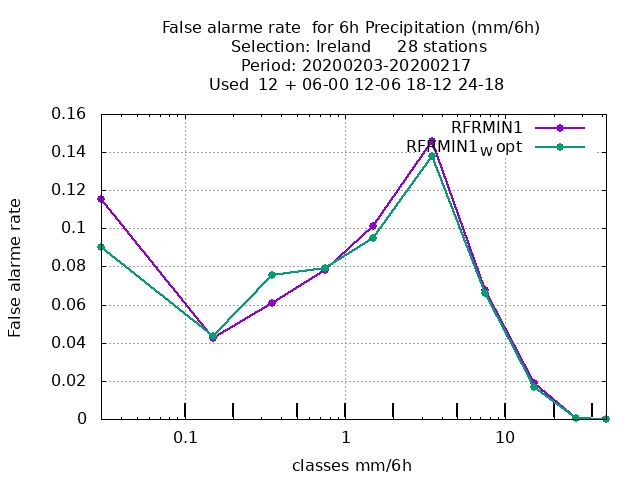 False alarme rate  for 6h Precipitation (mm/6h)
Selection: Ireland     28 stations
Period: 20200203-20200217
Used  12 + 06-00 12-06 18-12 24-18
RFRMIN1
RFRMIN1W opt
0.16
0.14
0.12
0.1
0.08
0.06
0.04
0.02
0
False alarme rate
0.1
1
10
classes mm/6h